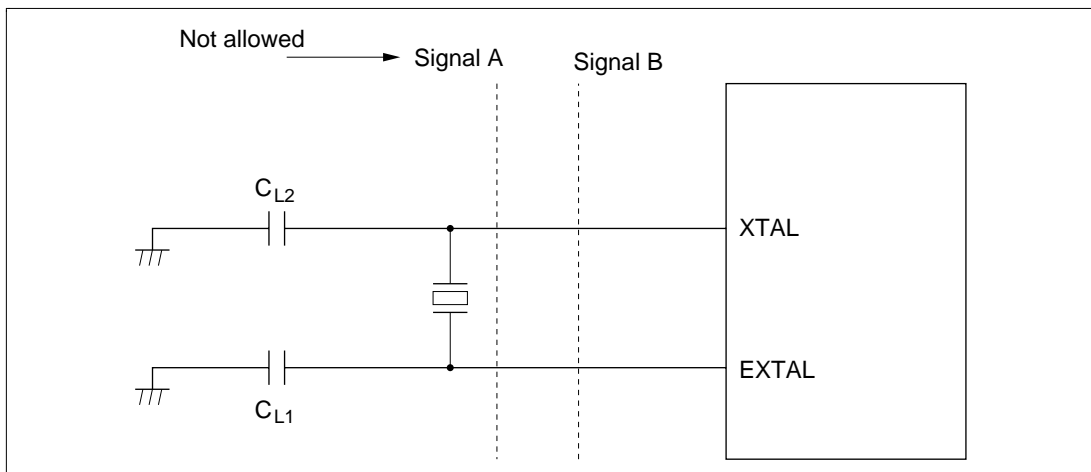 Not allowed
Signal A
Signal B
CL2
XTAL
EXTAL
CL1